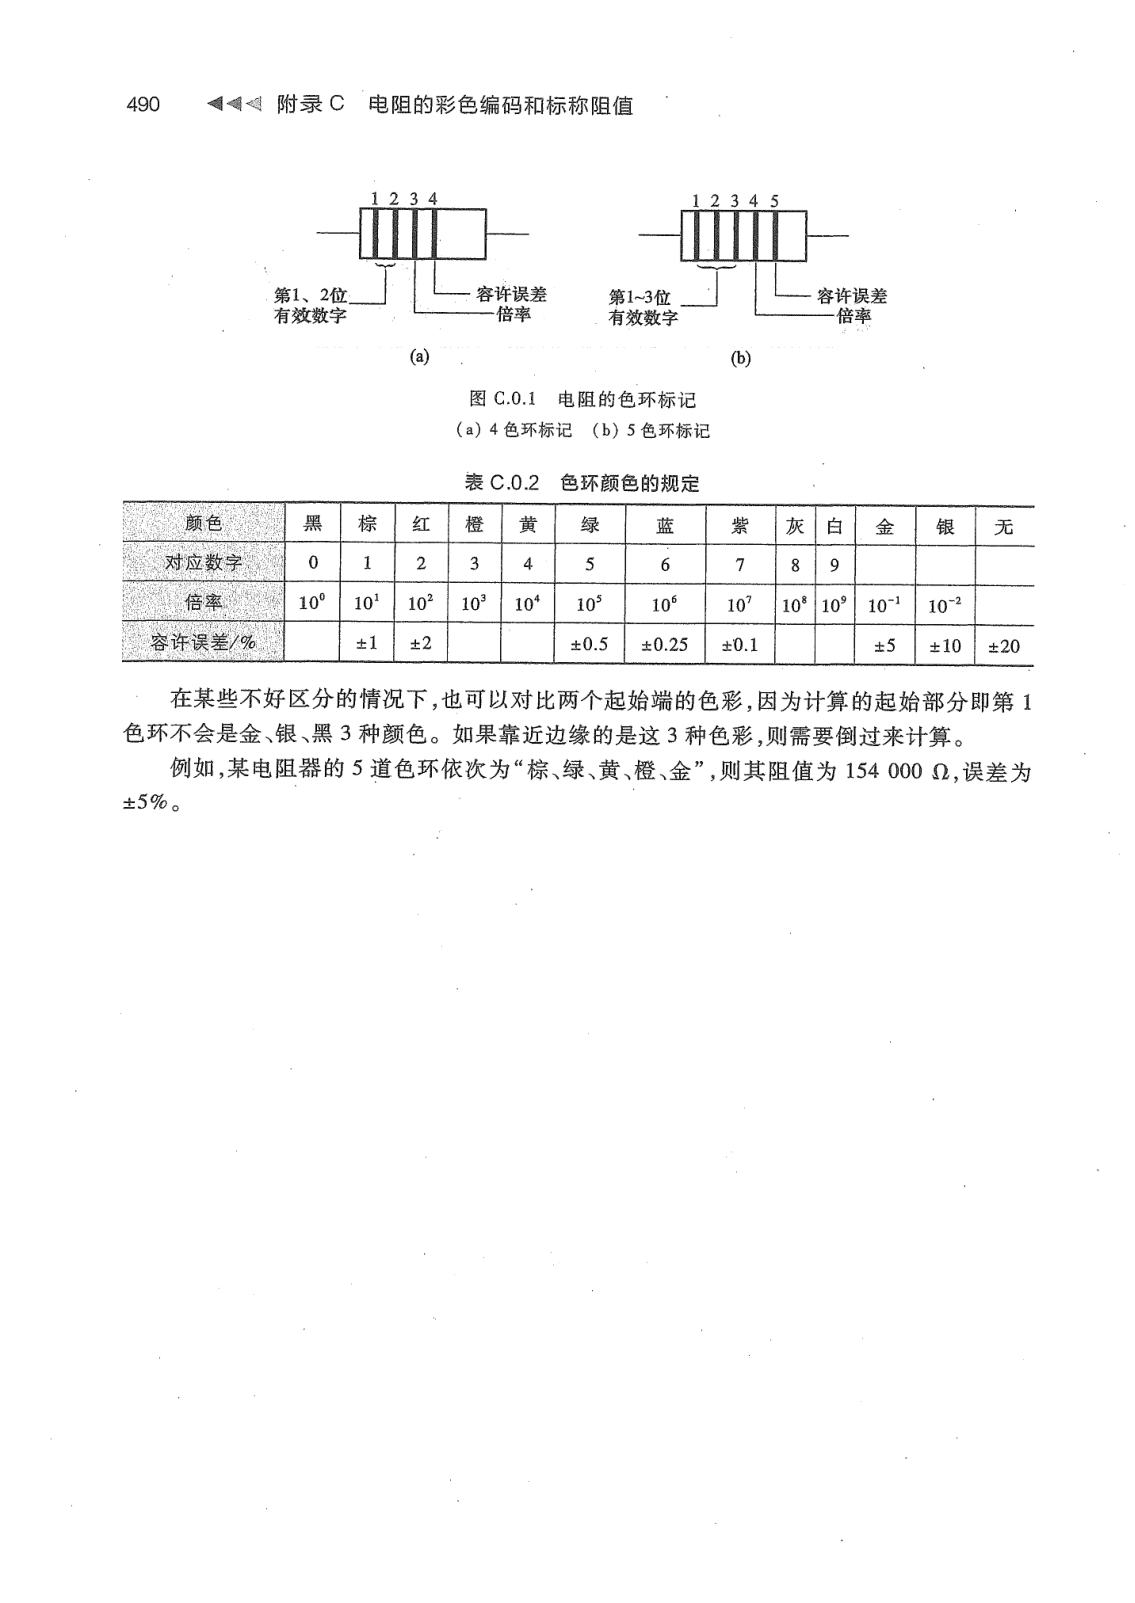 490 附录 C 电阻的彩色编码和标称阻值
1 2 3 4
第1、2位
有效数字
容许误差
倍率
(a)
1 2 3 4 5
第1~3位
有效数字
容许误差
倍率
(b)
图 C.0.1 电阻的色环标记
(a) 4 色环标记 (b) 5 色环标记
表 C.0.2 色环颜色的规定
颜色 黑 棕 红 橙 黄 绿 蓝 紫 灰 白 金 银 无
对应数字 0 1 2 3 4 5 6 7 8 9
倍率 10⁰ 10¹ 10² 10³ 10⁴ 10⁵ 10⁶ 10⁷ 10⁸ 10⁹ 10⁻¹ 10⁻²
容许误差/% ±1 ±2 ±0.5 ±0.25 ±0.1 ±5 ±10 ±20
在某些不好区分的情况下,也可以对比两个起始端的色彩,因为计算的起始部分即第 1
色环不会是金、银、黑 3 种颜色。如果靠近边缘的是这 3 种色彩,则需要倒过来计算。
例如,某电阻器的 5 道色环依次为“棕、绿、黄、橙、金”,则其阻值为 154 000 Ω,误差为
±5%。